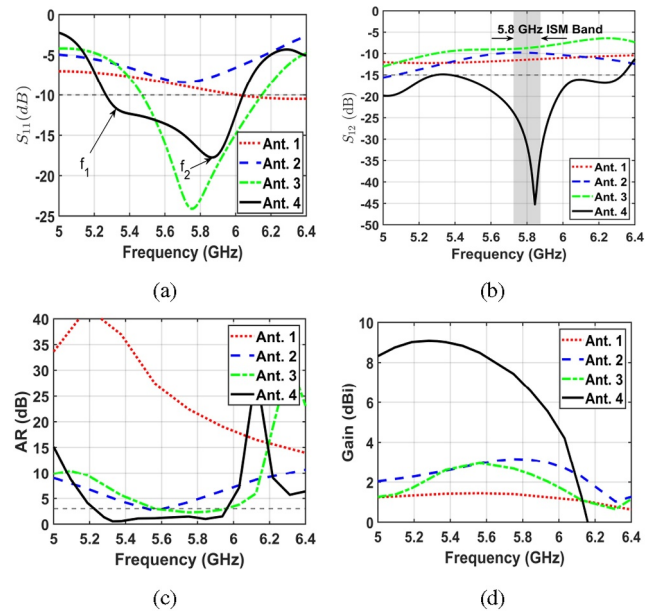 S11(dB)
0
-5
-10
-15
-20
-25
f1
f2
Ant. 1
Ant. 2
Ant. 3
Ant. 4
5 5.2 5.4 5.6 5.8 6 6.2 6.4
Frequency (GHz)
(a)
S12 (dB)
5.8 GHz ISM Band
0
-5
-10
-15
-20
-25
-30
-35
-40
-45
-50
Ant. 1
Ant. 2
Ant. 3
Ant. 4
5 5.2 5.4 5.6 5.8 6 6.2 6.4
Frequency (GHz)
(b)
AR (dB)
40
35
30
25
20
15
10
5
0
Ant. 1
Ant. 2
Ant. 3
Ant. 4
5 5.2 5.4 5.6 5.8 6 6.2 6.4
Frequency (GHz)
(c)
Gain (dBi)
10
8
6
4
2
0
Ant. 1
Ant. 2
Ant. 3
Ant. 4
5 5.2 5.4 5.6 5.8 6 6.2 6.4
Frequency (GHz)
(d)